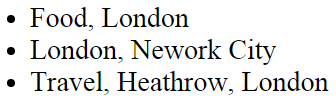 • Food, London
• London, Nework City
• Travel, Heathrow, London